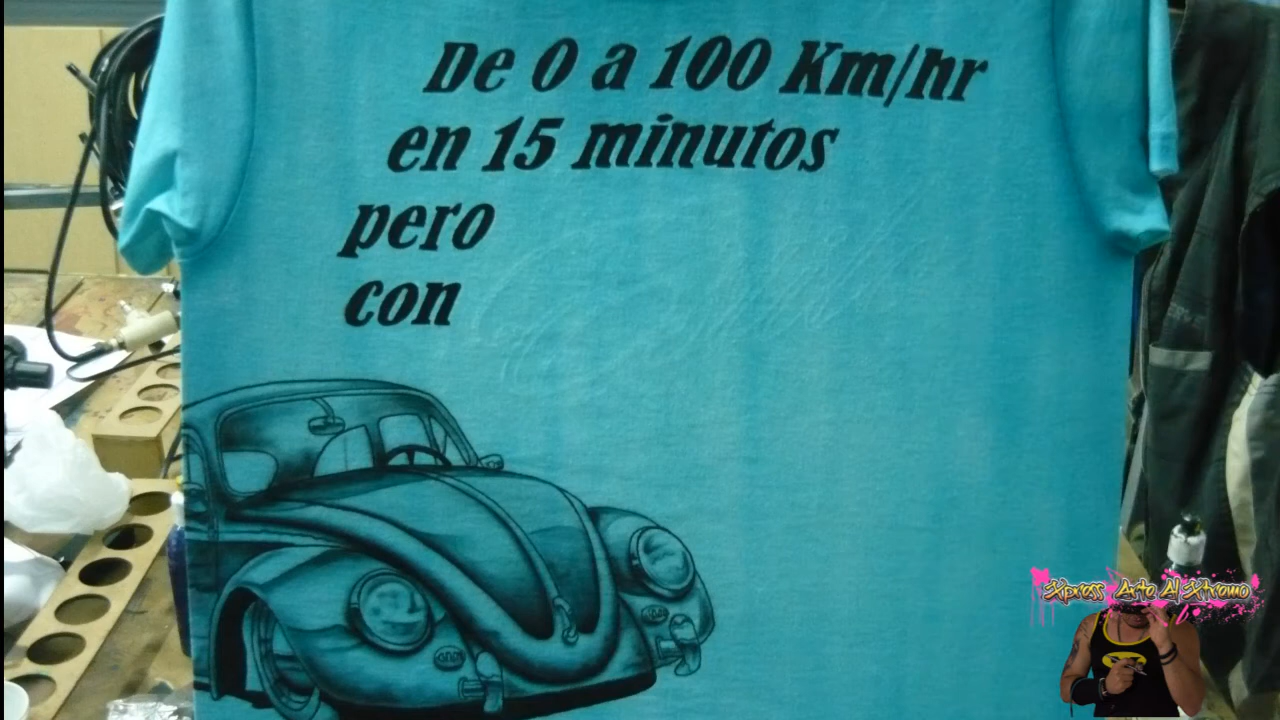 De 0 a 100 Km/hr
en 15 minutos
pero
con
Xpress Arte Al Xtremo